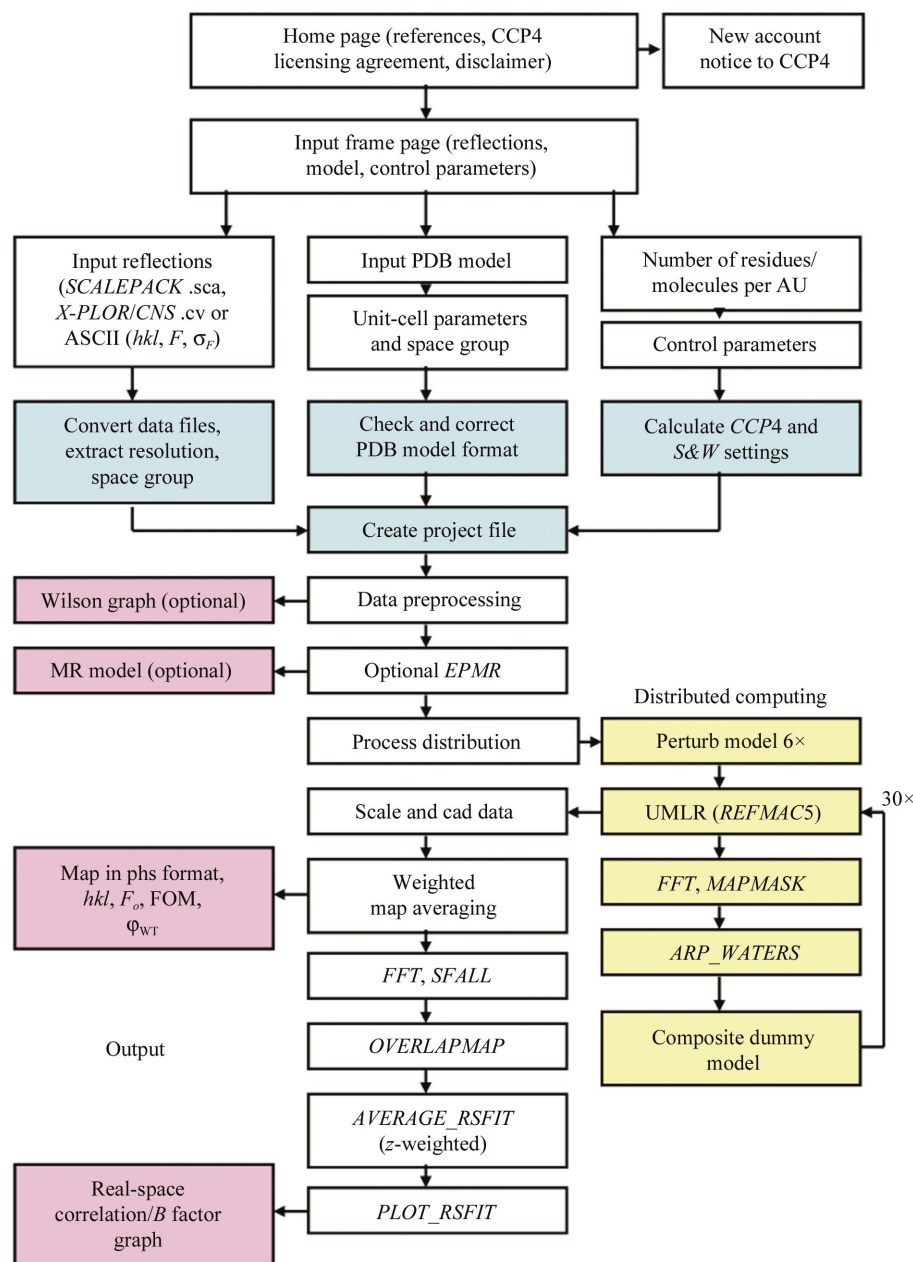 Home page (references, CCP4
licensing agreement, disclaimer)
New account
notice to CCP4
Input frame page (reflections,
model, control parameters)
Input reflections
(SCALEPACK .sca,
X-PLOR/CNS .cv or
ASCII (hkl, F, σF)
Input PDB model
Unit-cell parameters
and space group
Number of residues/
molecules per AU
Control parameters
Convert data files,
extract resolution,
space group
Check and correct
PDB model format
Calculate CCP4 and
S&W settings
Create project file
Wilson graph (optional)
Data preprocessing
MR model (optional)
Optional EPMR
Distributed computing
Process distribution
Perturb model 6×
Scale and cad data
UMLR (REFMAC5)
30×
Map in phs format,
hkl, Fo, FOM,
φWT
Weighted
map averaging
FFT, MAPMASK
ARP_WATERS
FFT, SFALL
Output
OVERLAPMAP
Composite dummy
model
AVERAGE_RSFIT
(z-weighted)
Real-space
correlation/B factor
graph
PLOT_RSFIT